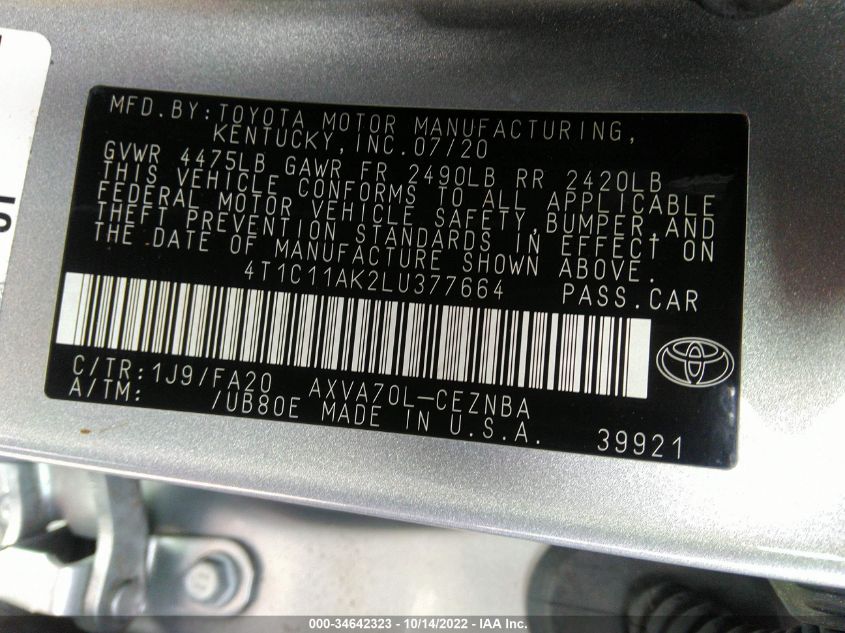 MFD.BY:TOYOTA MOTOR MANUFACTURING,
KENTUCKY,INC.07/20
GVWR 4475LB GAWR FR 2490LB RR 2420LB
THIS VEHICLE CONFORMS TO ALL APPLICABLE
FEDERAL MOTOR VEHICLE SAFETY,BUMPER,AND
THEFT PREVENTION STANDARDS IN EFFECT ON
THE DATE OF MANUFACTURE SHOWN ABOVE.
4T1C11AK2LU377664 PASS.CAR
C/TR:1J9/FA20 AXVA70L-CEZNBA
A/TM: /UB80E MADE IN U.S.A. 39921
000-34642323 - 10/14/2022 - IAA Inc.